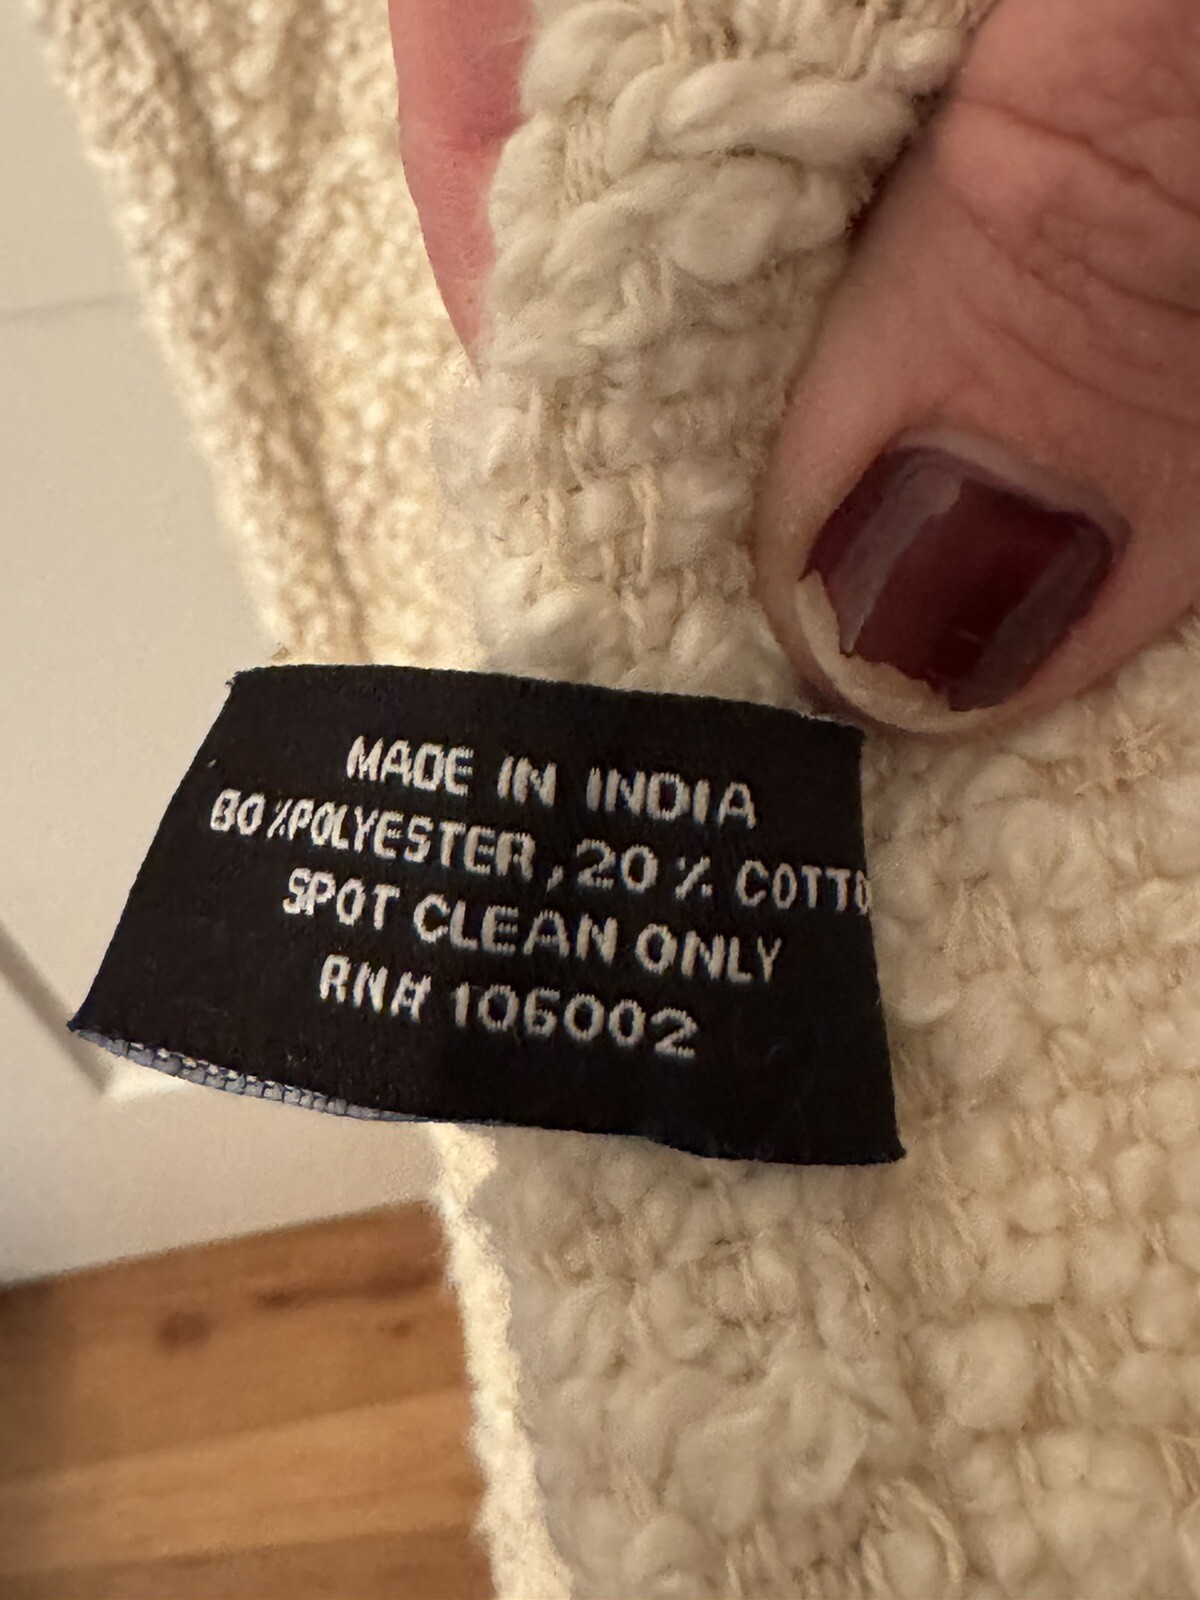 MADE IN INDIA
80%POLYESTER, 20% COTTO
SPOT CLEAN ONLY
RN# 106002